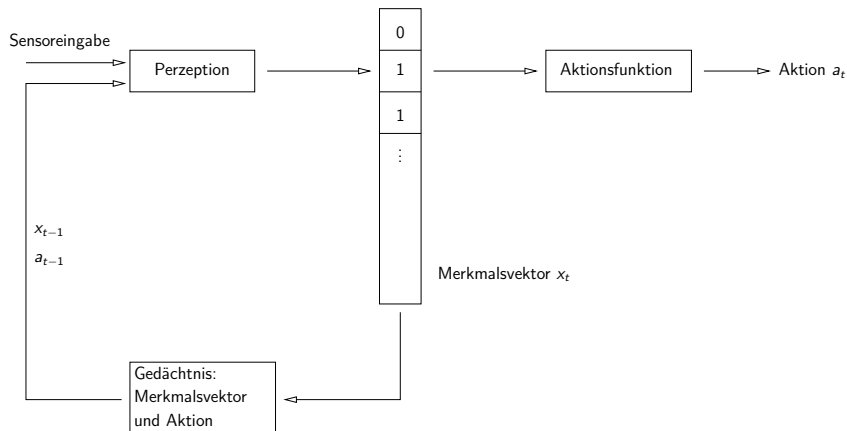 Sensoreingabe
Perzeption
0
1
1
⋮
Aktionsfunktion
Aktion a_t
x_{t−1}
a_{t−1}
Merkmalsvektor x_t
Gedächtnis:
Merkmalsvektor
und Aktion